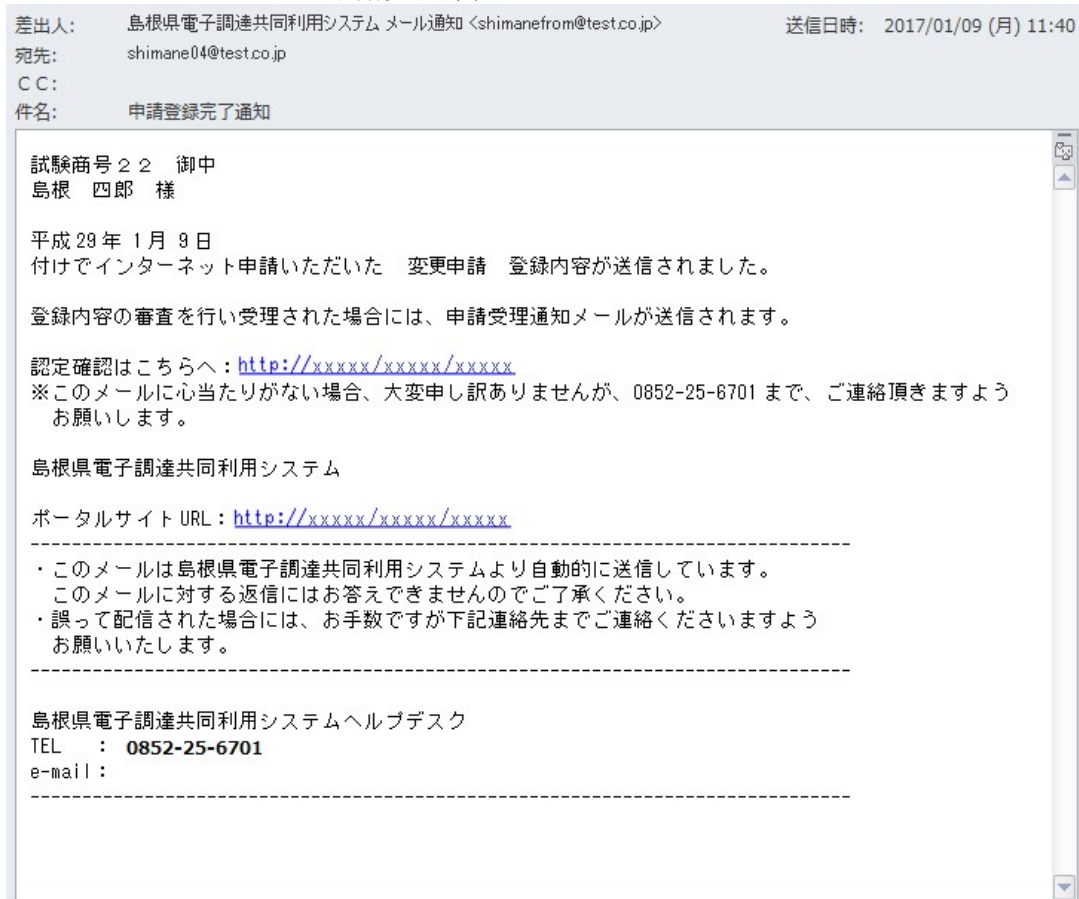 差出人: 島根県電子調達共同利用システム メール通知 <shimanefrom@test.co.jp> 送信日時: 2017/01/09 (月) 11:40
宛先: shimane04@test.co.jp
CC:
件名: 申請登録完了通知
試験商号22 御中
島根 四郎 様
平成29年 1月 9日
付けでインターネット申請いただいた 変更申請 登録内容が送信されました。
登録内容の審査を行い受理された場合には、申請受理通知メールが送信されます。
認定確認はこちらへ:http://xxxxx/xxxxx/xxxxx
※このメールに心当たりがない場合、大変申し訳ありませんが、0852-25-6701 まで、ご連絡頂きますよう
お願いします。
島根県電子調達共同利用システム
ポータルサイトURL:http://xxxxx/xxxxx/xxxxx
------------------------------------------------------------------------------
・このメールは島根県電子調達共同利用システムより自動的に送信しています。
このメールに対する返信にはお答えできませんのでご了承ください。
・誤って配信された場合には、お手数ですが下記連絡先までご連絡くださいますよう
お願いいたします。
------------------------------------------------------------------------------
島根県電子調達共同利用システムヘルプデスク
TEL : 0852-25-6701
e-mail:
------------------------------------------------------------------------------